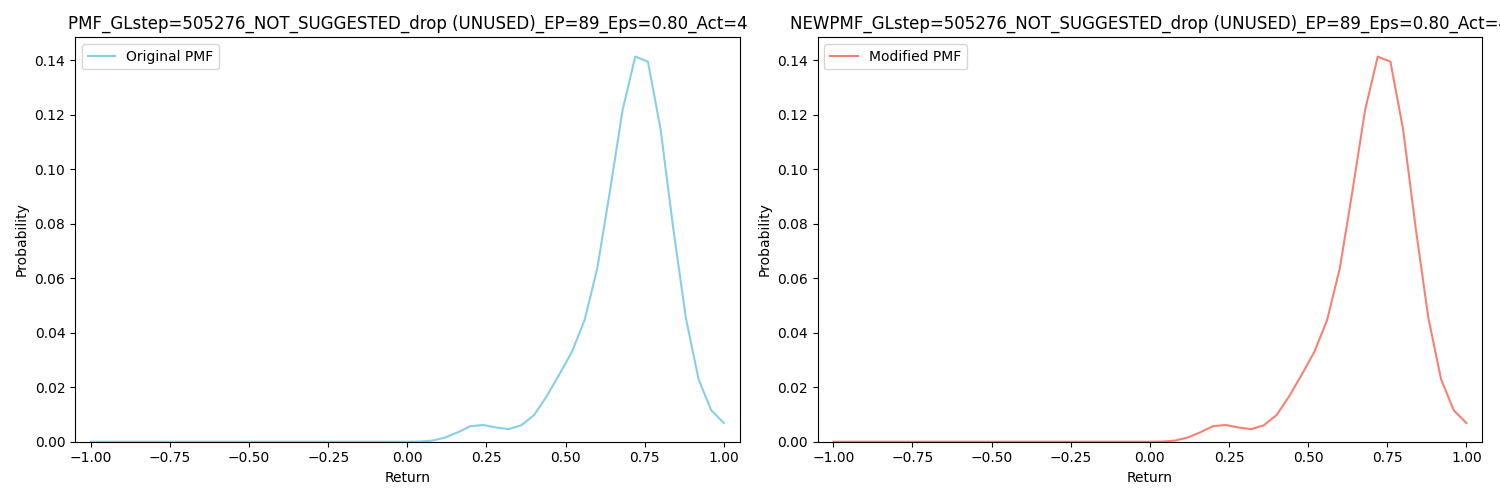 PMF_GLstep=505276_NOT_SUGGESTED_drop (UNUSED)_EP=89_Eps=0.80_Act=4
Original PMF
Probability
0.14
0.12
0.10
0.08
0.06
0.04
0.02
0.00
−1.00 −0.75 −0.50 −0.25 0.00 0.25 0.50 0.75 1.00
Return
NEWPMF_GLstep=505276_NOT_SUGGESTED_drop (UNUSED)_EP=89_Eps=0.80_Act=
Modified PMF
Probability
0.14
0.12
0.10
0.08
0.06
0.04
0.02
0.00
−1.00 −0.75 −0.50 −0.25 0.00 0.25 0.50 0.75 1.00
Return